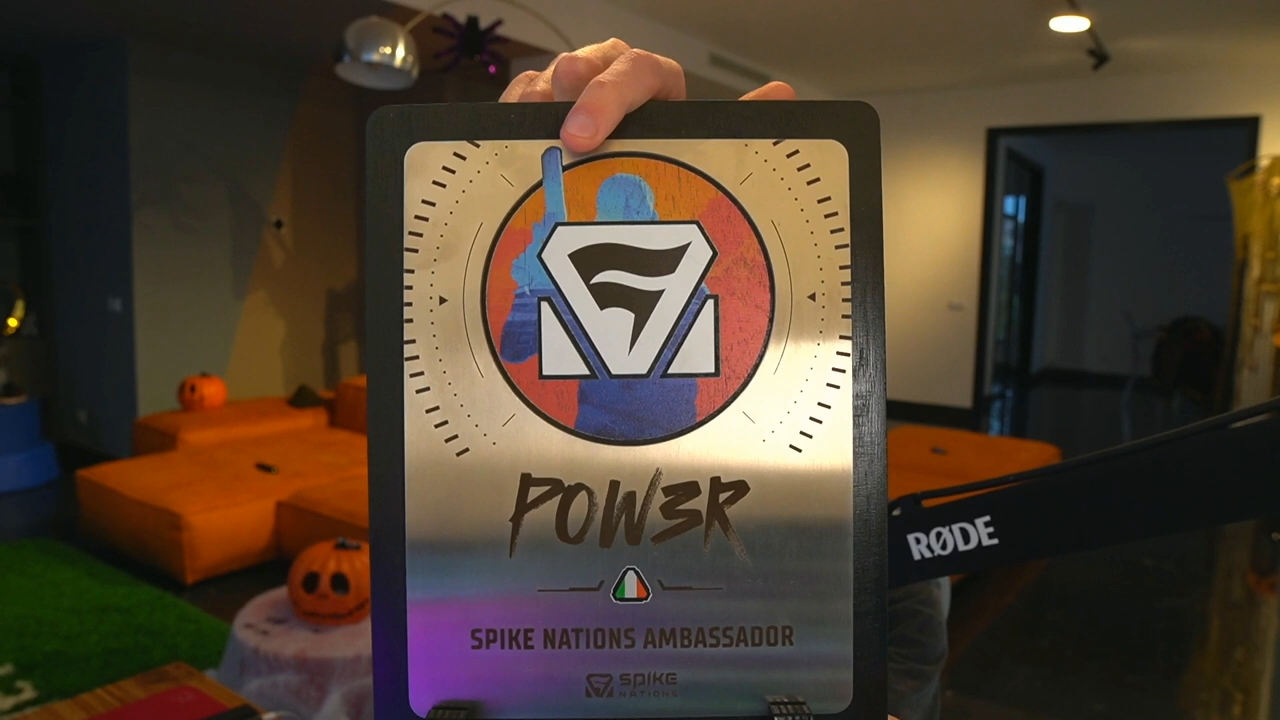 POW3R
RØDE
SPIKE NATIONS AMBASSADOR
SPIKE
NATIONS